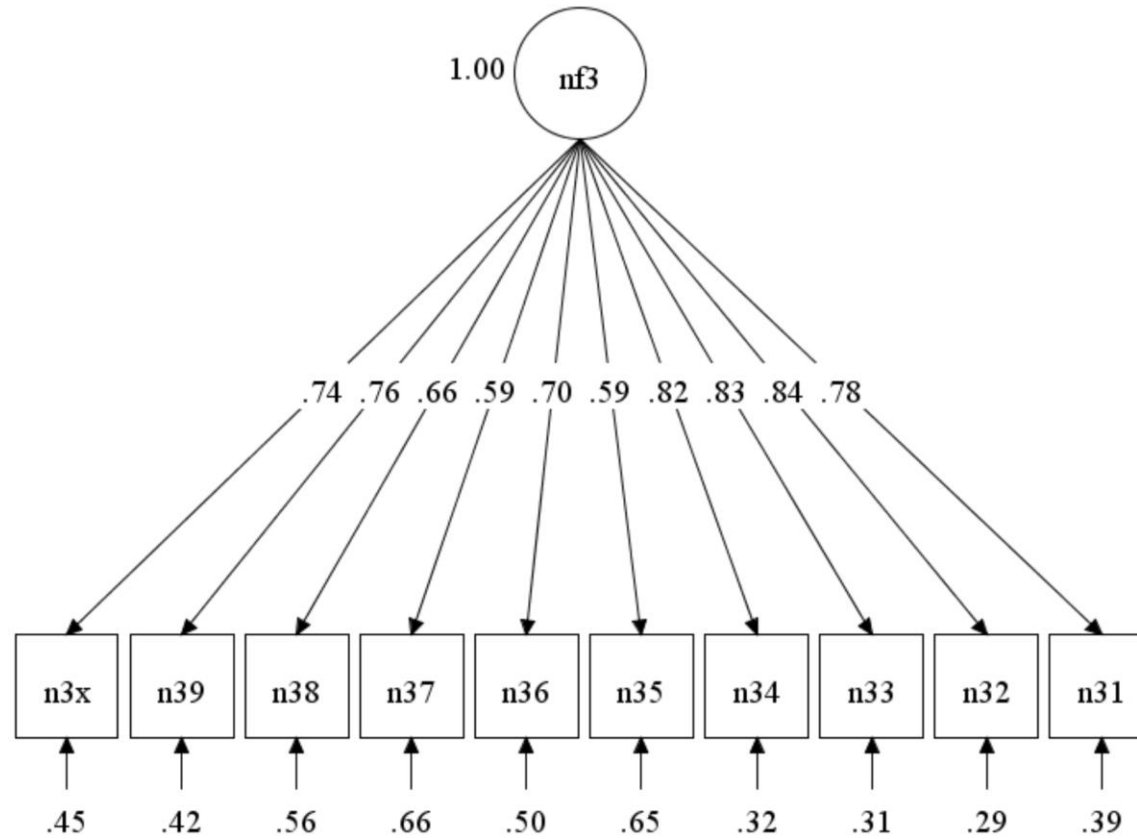 1.00 nf3
.74 .76 .66 .59 .70 .59 .82 .83 .84 .78
n3x n39 n38 n37 n36 n35 n34 n33 n32 n31
.45 .42 .56 .66 .50 .65 .32 .31 .29 .39